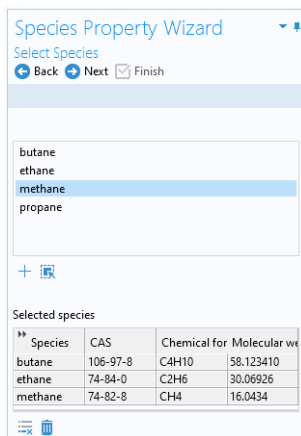 Species Property Wizard
Select Species
Back Next Finish
butane
ethane
methane
propane
Selected species
Species CAS Chemical for Molecular we
butane 106-97-8 C4H10 58.123410
ethane 74-84-0 C2H6 30.06926
methane 74-82-8 CH4 16.0434